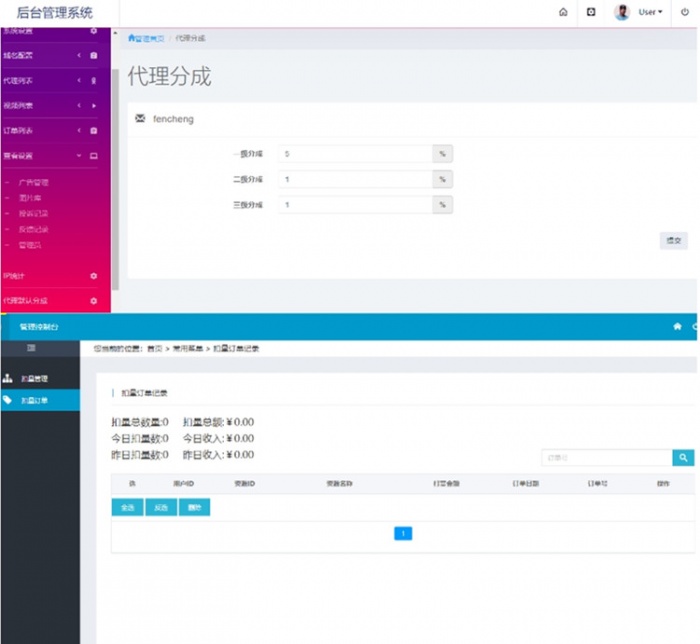 后台管理系统
User
系统设置
管理首页 / 代理分成
域名配置
代理分成
代理列表
视频列表
fencheng
订单列表
一级分成 5 %
查看设置
二级分成 1 %
广告管理
三级分成 1 %
图片库
投诉记录
反馈记录
提交
管理员
IP统计
代理默认分成
管理控制台
您当前的位置：首页 > 常用菜单 > 扣量订单记录
扣量管理
扣量订单
扣量订单记录
扣量总数量:0 扣量总额:￥0.00
今日扣量数:0 今日收入:￥0.00
昨日扣量数:0 昨日收入:￥0.00
订单号
选 用户ID 资源ID 资源名称 打赏金额 订单日期 订单号 操作
全选 反选 删除
1